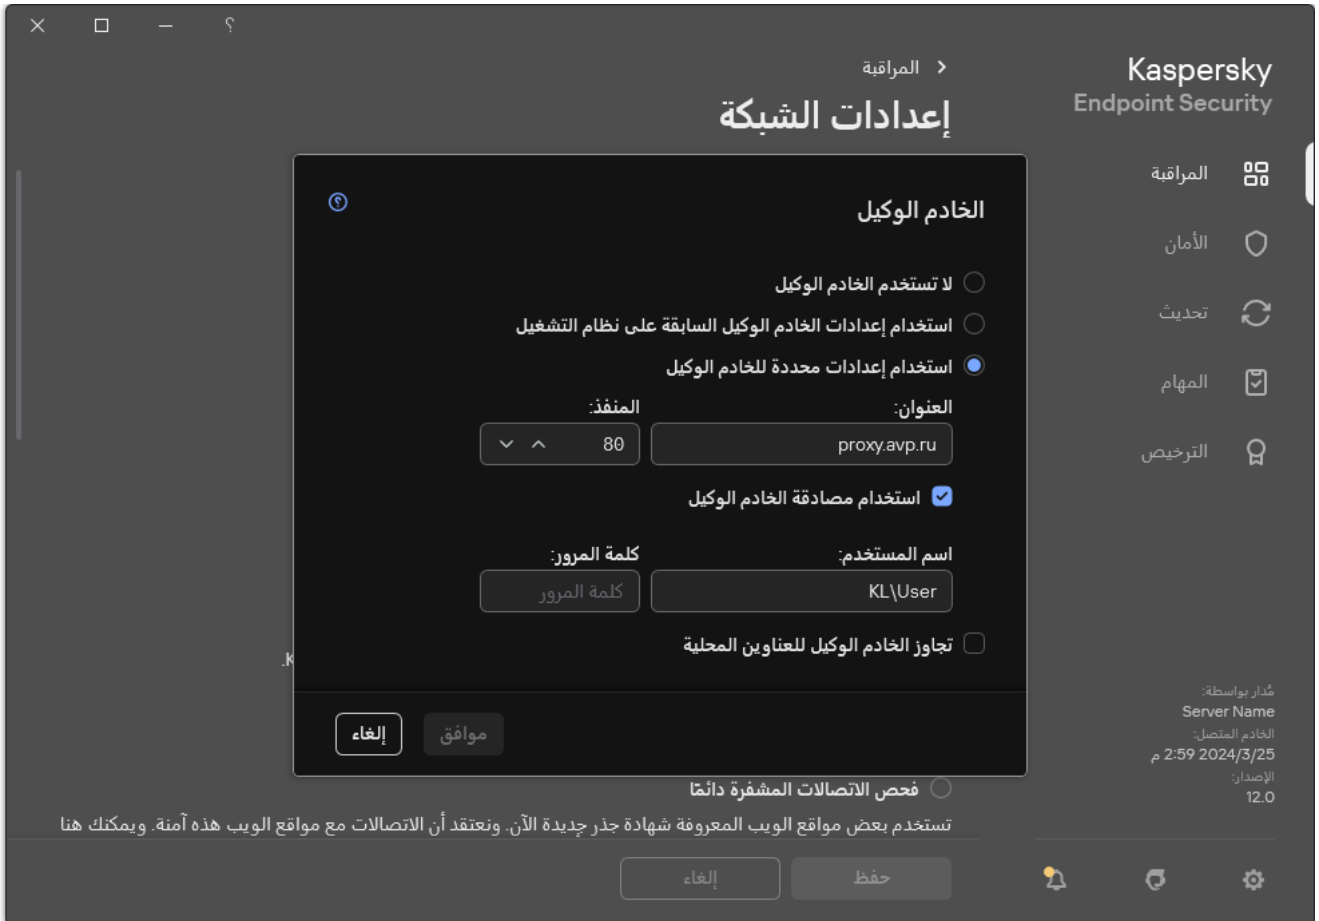 Kaspersky
Endpoint Security
المراقبة
الأمان
تحديث
المهام
الترخيص
مُدار بواسطة:
Server Name
الخادم المتصل:
2024/3/25 2:59 م
الإصدار:
12.0
المراقبة
إعدادات الشبكة
الخادم الوكيل
لا تستخدم الخادم الوكيل
استخدام إعدادات الخادم الوكيل السابقة على نظام التشغيل
استخدام إعدادات محددة للخادم الوكيل
العنوان: المنفذ:
proxy.avp.ru 80
استخدام مصادقة الخادم الوكيل
اسم المستخدم: كلمة المرور:
KL\User كلمة المرور
تجاوز الخادم الوكيل للعناوين المحلية
موافق إلغاء
فحص الاتصالات المشفرة دائمًا
تستخدم بعض مواقع الويب المعروفة شهادة جذر جديدة الآن. ونعتقد أن الاتصالات مع مواقع الويب هذه آمنة. ويمكنك هنا
حفظ إلغاء